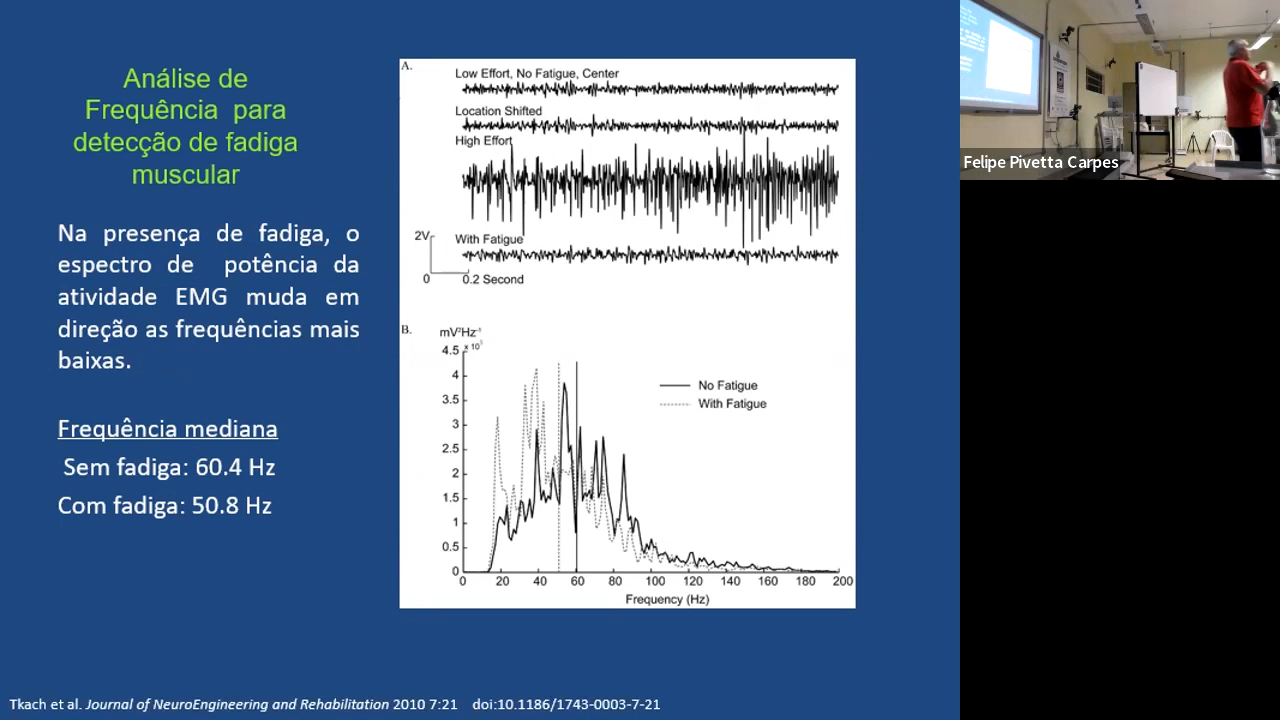 Análise de
Frequência para
detecção de fadiga
muscular
Na presença de fadiga, o
espectro de potência da
atividade EMG muda em
direção as frequências mais
baixas.
Frequência mediana
Sem fadiga: 60.4 Hz
Com fadiga: 50.8 Hz
A.
Low Effort, No Fatigue, Center
Location Shifted
High Effort
With Fatigue
2V
0
0.2 Second
B.
mV²Hz⁻¹
4.5
4
3.5
3
2.5
2
1.5
1
0.5
0
No Fatigue
With Fatigue
0 20 40 60 80 100 120 140 160 180 200
Frequency (Hz)
Tkach et al. Journal of NeuroEngineering and Rehabilitation 2010 7:21 doi:10.1186/1743-0003-7-21
Felipe Pivetta Carpes